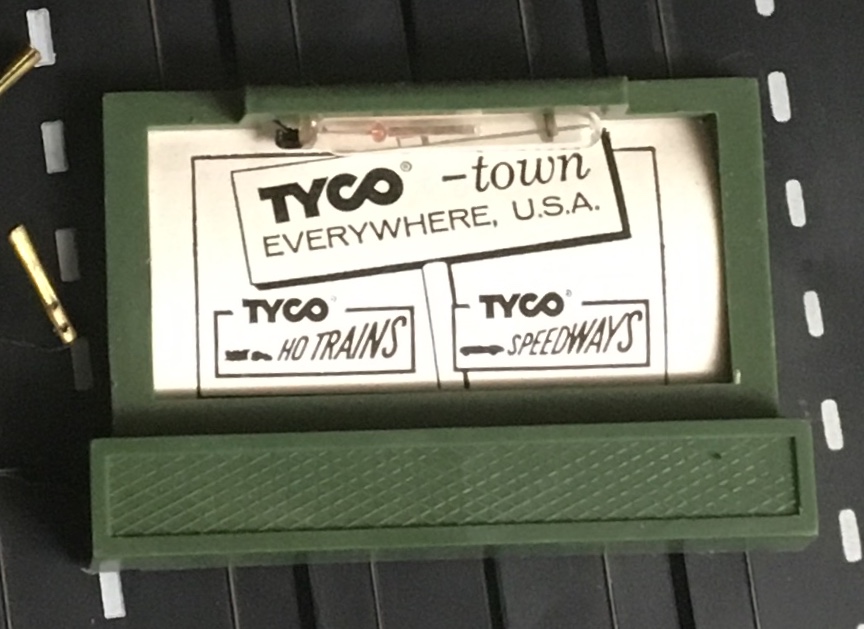 TYCO® -town
EVERYWHERE, U.S.A.
TYCO®
HO TRAINS
TYCO®
SPEEDWAYS